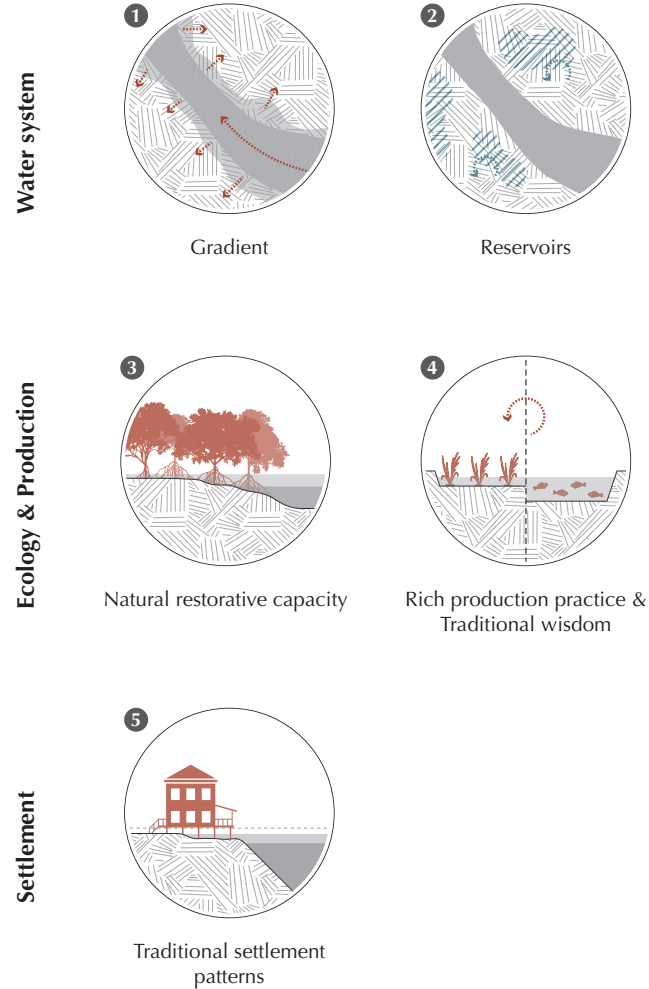 Water system
1
2
Gradient
Reservoirs
Ecology & Production
3
4
Natural restorative capacity
Rich production practice &
Traditional wisdom
Settlement
5
Traditional settlement
patterns